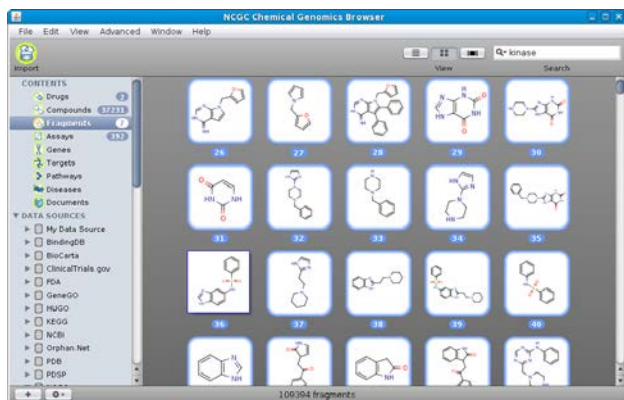 NCGC Chemical Genomics Browser
File Edit View Advanced Window Help
Import
View
kinase
Search
CONTENTS
Drugs 2
Compounds 37231
Fragments 7
Assays 392
Genes
Targets
Pathways
Diseases
Documents
DATA SOURCES
My Data Source
BindingDB
BioCarta
ClinicalTrials.gov
FDA
GeneGO
HUGO
KEGG
NCBI
Orphan.Net
PDB
PDSP
26 27 28 29 30
31 32 33 34 35
36 37 38 39 40
109394 fragments